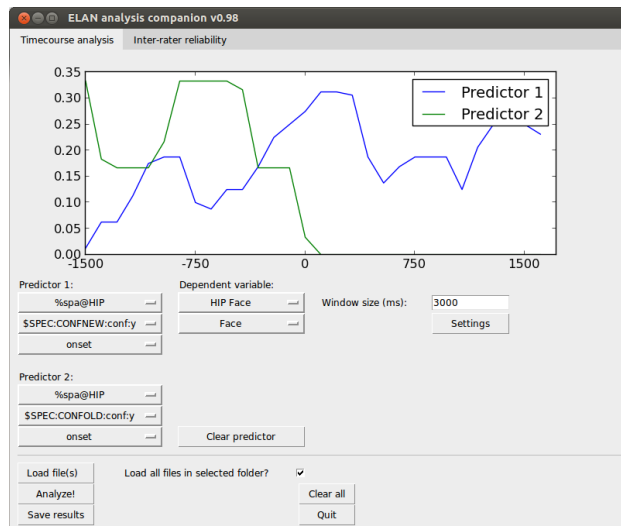 ELAN analysis companion v0.98
Timecourse analysis Inter-rater reliability
0.35
0.30
0.25
0.20
0.15
0.10
0.05
0.00
Predictor 1
Predictor 2
-1500 -750 0 750 1500
Predictor 1: Dependent variable:
%spa@HIP HIP Face Window size (ms): 3000
$SPEC:CONFNEW:conf:y Face Settings
onset
Predictor 2:
%spa@HIP
$SPEC:CONFOLD:conf:y
onset Clear predictor
Load file(s) Load all files in selected folder?
Analyze! Clear all
Save results Quit